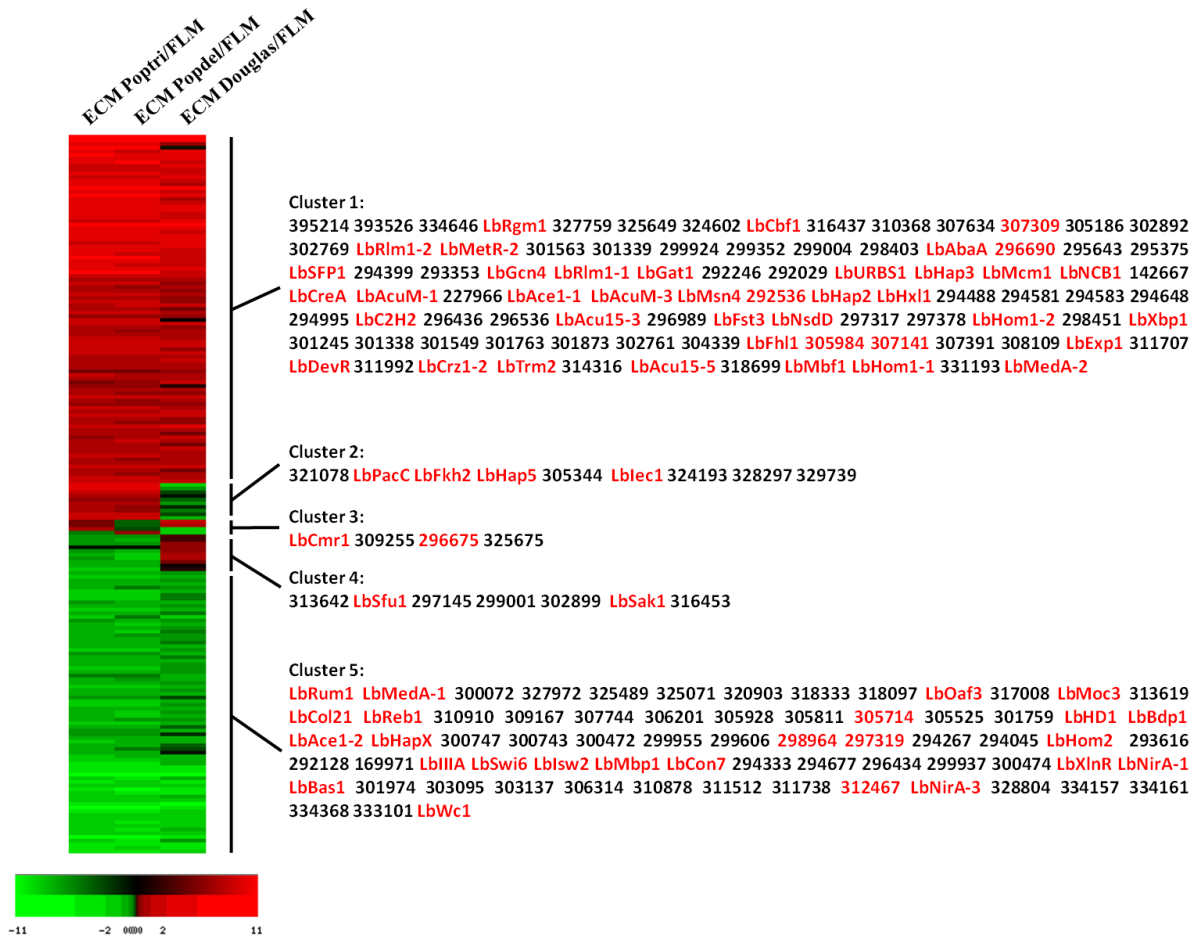 ECM Poptri/FLM
ECM Popdel/FLM
ECM Douglas/FLM
Cluster 1:
395214 393526 334646 LbRgm1 327759 325649 324602 LbCbf1 316437 310368 307634 307309 305186 302892
302769 LbRlm1-2 LbMetR-2 301563 301339 299924 299352 299004 298403 LbAbaA 296690 295643 295375
LbSFP1 294399 293353 LbGcn4 LbRlm1-1 LbGat1 292246 292029 LbURBS1 LbHap3 LbMcm1 LbNCB1 142667
LbCreA LbAcuM-1 227966 LbAce1-1 LbAcuM-3 LbMsn4 292536 LbHap2 LbHxl1 294488 294581 294583 294648
294995 LbC2H2 296436 296536 LbAcu15-3 296989 LbFst3 LbNsdD 297317 297378 LbHom1-2 298451 LbXbp1
301245 301338 301549 301763 301873 302761 304339 LbFhl1 305984 307141 307391 308109 LbExp1 311707
LbDevR 311992 LbCrz1-2 LbTrm2 314316 LbAcu15-5 318699 LbMbf1 LbHom1-1 331193 LbMedA-2
Cluster 2:
321078 LbPacC LbFkh2 LbHap5 305344 LbIec1 324193 328297 329739
Cluster 3:
LbCmr1 309255 296675 325675
Cluster 4:
313642 LbSfu1 297145 299001 302899 LbSak1 316453
Cluster 5:
LbRum1 LbMedA-1 300072 327972 325489 325071 320903 318333 318097 LbOaf3 317008 LbMoc3 313619
LbCol21 LbReb1 310910 309167 307744 306201 305928 305811 305714 305525 301759 LbHD1 LbBdp1
LbAce1-2 LbHapX 300747 300743 300472 299955 299606 298964 297319 294267 294045 LbHom2 293616
292128 169971 LbIIIA LbSwi6 LbIsw2 LbMbp1 LbCon7 294333 294677 296434 299937 300474 LbXlnR LbNirA-1
LbBas1 301974 303095 303137 306314 310878 311512 311738 312467 LbNirA-3 328804 334157 334161
334368 333101 LbWc1
-11 -2 2 11